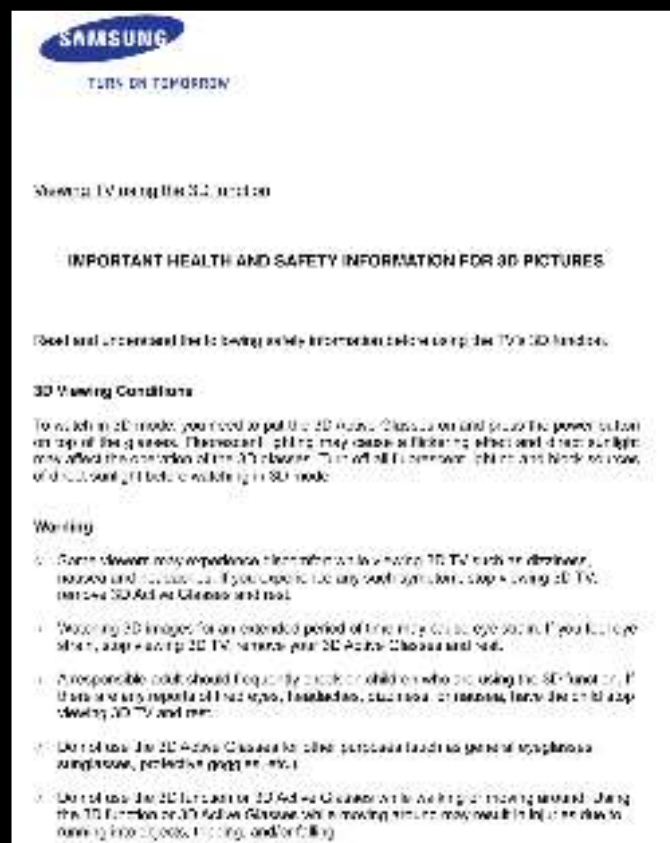 SAMSUNG
TURN ON TOMORROW
Viewing TV using the 3D function
IMPORTANT HEALTH AND SAFETY INFORMATION FOR 3D PICTURES
Read and understand the following safety information before using the TV's 3D function.
3D Viewing Conditions
To watch in 3D mode, you need to put the 3D Active Glasses on and press the power button
on top of the glasses. Fluorescent lighting may cause a flickering effect and direct sunlight
may affect the operation of the 3D glasses. Turn off all fluorescent lighting and block sources
of direct sunlight before watching in 3D mode
Warning
Some viewers may experience discomfort while viewing 3D TV such as dizziness,
nausea and headaches. If you experience any such symptom, stop viewing 3D TV,
remove 3D Active Glasses and rest.
Watching 3D images for an extended period of time may cause eye strain. If you feel eye
strain, stop viewing 3D TV, remove your 3D Active Glasses and rest.
A responsible adult should frequently check on children who are using the 3D function. If
there are any reports of tired eyes, headaches, dizziness, or nausea, have the child stop
viewing 3D TV and rest.
Do not use the 3D Active Glasses for other purposes (such as general eyeglasses,
sunglasses, protective goggles, etc.)
Do not use the 3D function or 3D Active Glasses while walking or moving around. Using
the 3D function or 3D Active Glasses while moving around may result in injuries due to
running into objects, tripping, and/or falling